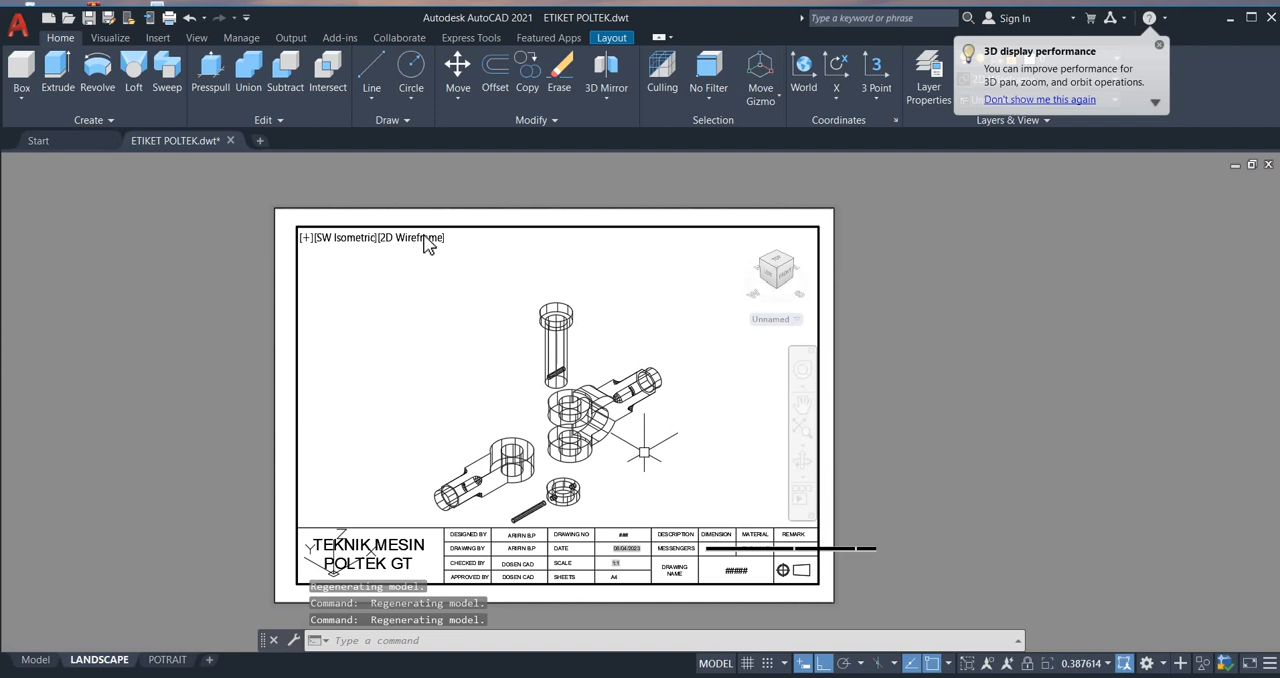 Autodesk AutoCAD 2021 ETIKET POLTEK.dwt
Type a keyword or phrase
Sign In
Home Visualize Insert View Manage Output Add-ins Collaborate Express Tools Featured Apps Layout
Box Extrude Revolve Loft Sweep Presspull Union Subtract Intersect Line Circle Move Offset Copy Erase 3D Mirror Culling No Filter Move Gizmo World X 3 Point Layer Properties
Create Edit Draw Modify Selection Coordinates Layers & View
3D display performance
You can improve performance for
3D pan, zoom, and orbit operations.
Don't show me this again
Start ETIKET POLTEK.dwt*
[+][SW Isometric][2D Wireframe]
TOP
FRONT
Unnamed
TEKNIK MESIN
POLTEK GT
DESIGNED BY ARIFIN B.P DRAWING NO ### DESCRIPTION DIMENSION MATERIAL REMARK
DRAWING BY ARIFIN B.P DATE 06/04/2023 MESSENGERS
CHECKED BY DOSEN CAD SCALE 1:1 DRAWING NAME #####
APPROVED BY DOSEN CAD SHEETS A4
Regenerating model.
Command: Regenerating model.
Command: Regenerating model.
Type a command
Model LANDSCAPE POTRAIT
MODEL 0.387614